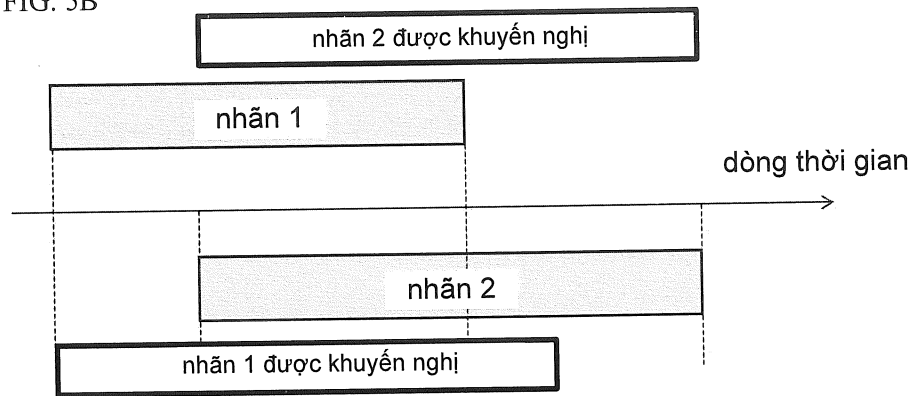 FIG. 5B
nhãn 2 được khuyến nghị
nhãn 1
dòng thời gian
nhãn 2
nhãn 1 được khuyến nghị